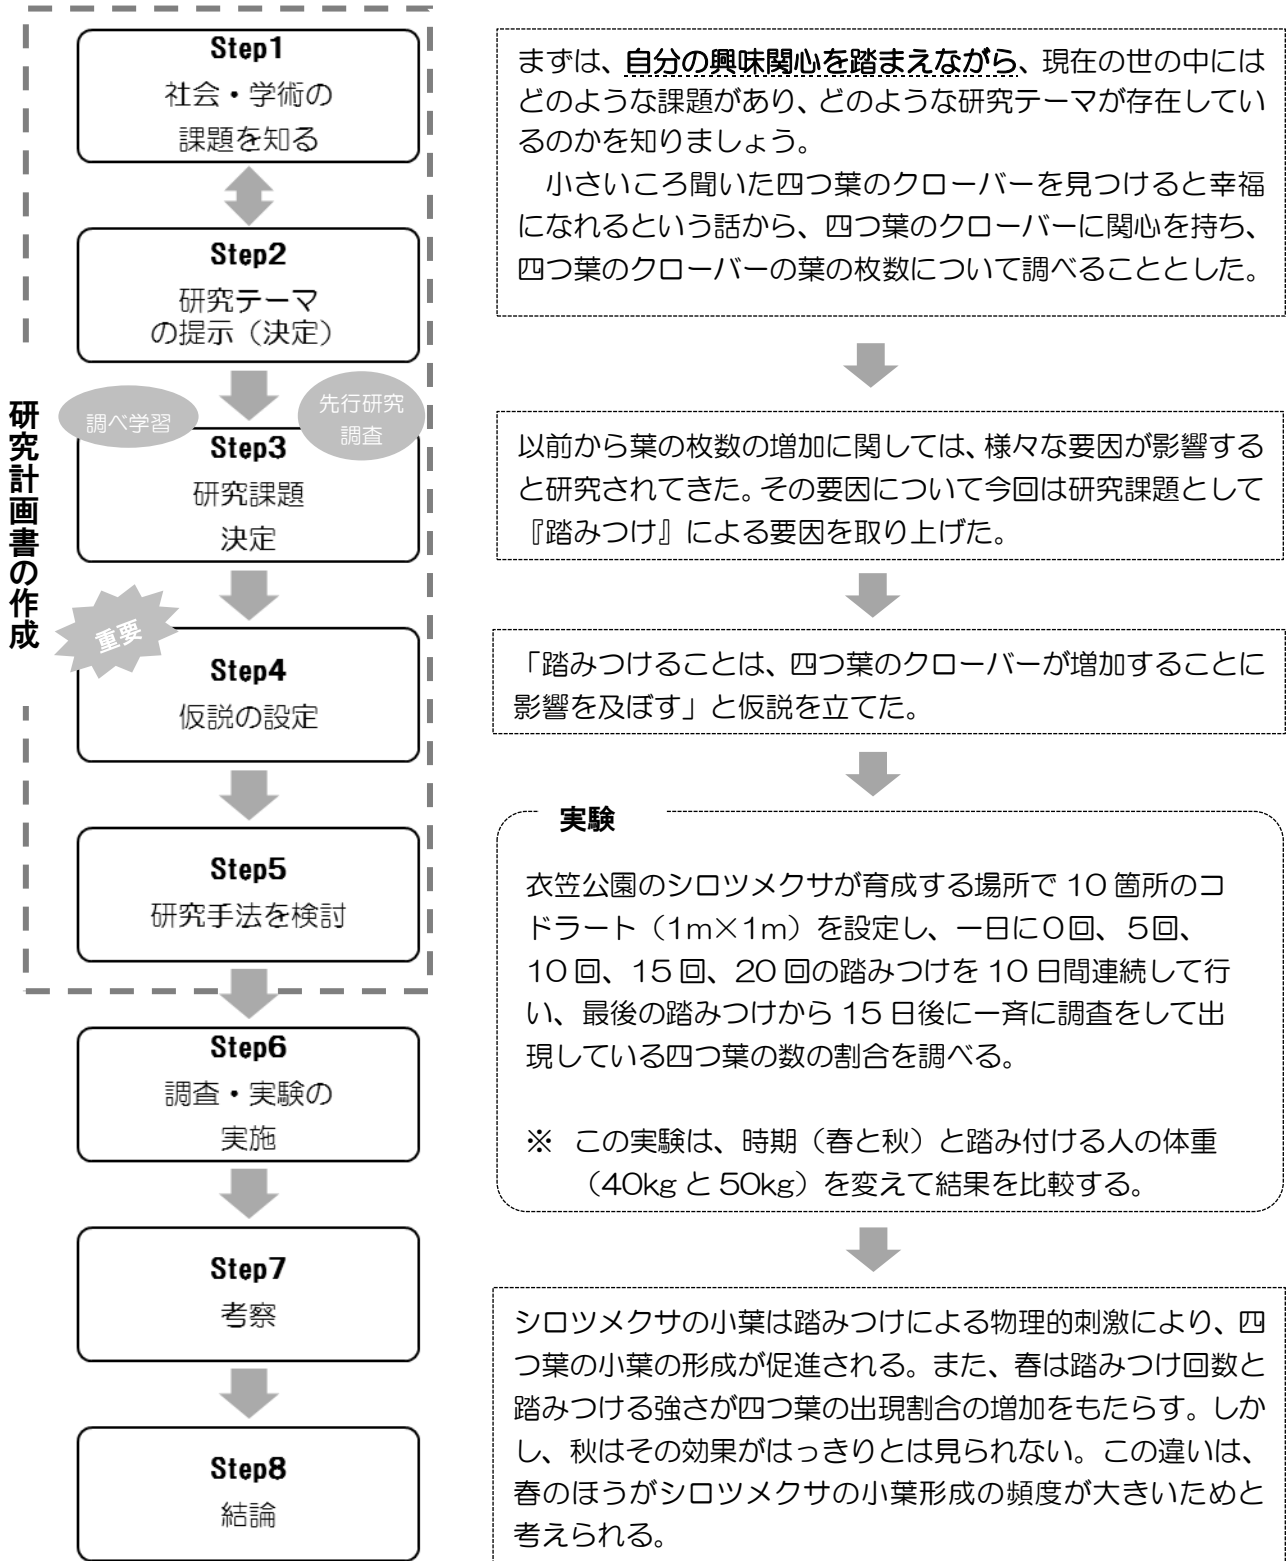 研究計画書の作成
Step1
社会・学術の
課題を知る
Step2
研究テーマ
の提示（決定）
調べ学習
先行研究
調査
Step3
研究課題
決定
重要
Step4
仮説の設定
Step5
研究手法を検討
Step6
調査・実験の
実施
Step7
考察
Step8
結論
まずは、自分の興味関心を踏まえながら、現在の世の中には
どのような課題があり、どのような研究テーマが存在してい
るのかを知りましょう。
小さいころ聞いた四つ葉のクローバーを見つけると幸福
になれるという話から、四つ葉のクローバーに関心を持ち、
四つ葉のクローバーの葉の枚数について調べることとした。
以前から葉の枚数の増加に関しては、様々な要因が影響する
と研究されてきた。その要因について今回は研究課題として
『踏みつけ』による要因を取り上げた。
「踏みつけることは、四つ葉のクローバーが増加することに
影響を及ぼす」と仮説を立てた。
実験
衣笠公園のシロツメクサが育成する場所で 10 箇所のコ
ドラート（1m×1m）を設定し、一日に０回、５回、
10 回、15 回、20 回の踏みつけを 10 日間連続して行
い、最後の踏みつけから 15 日後に一斉に調査をして出
現している四つ葉の数の割合を調べる。
※ この実験は、時期（春と秋）と踏み付ける人の体重
（40kg と 50kg）を変えて結果を比較する。
シロツメクサの小葉は踏みつけによる物理的刺激により、四
つ葉の小葉の形成が促進される。また、春は踏みつけ回数と
踏みつける強さが四つ葉の出現割合の増加をもたらす。しか
し、秋はその効果がはっきりとは見られない。この違いは、
春のほうがシロツメクサの小葉形成の頻度が大きいためと
考えられる。